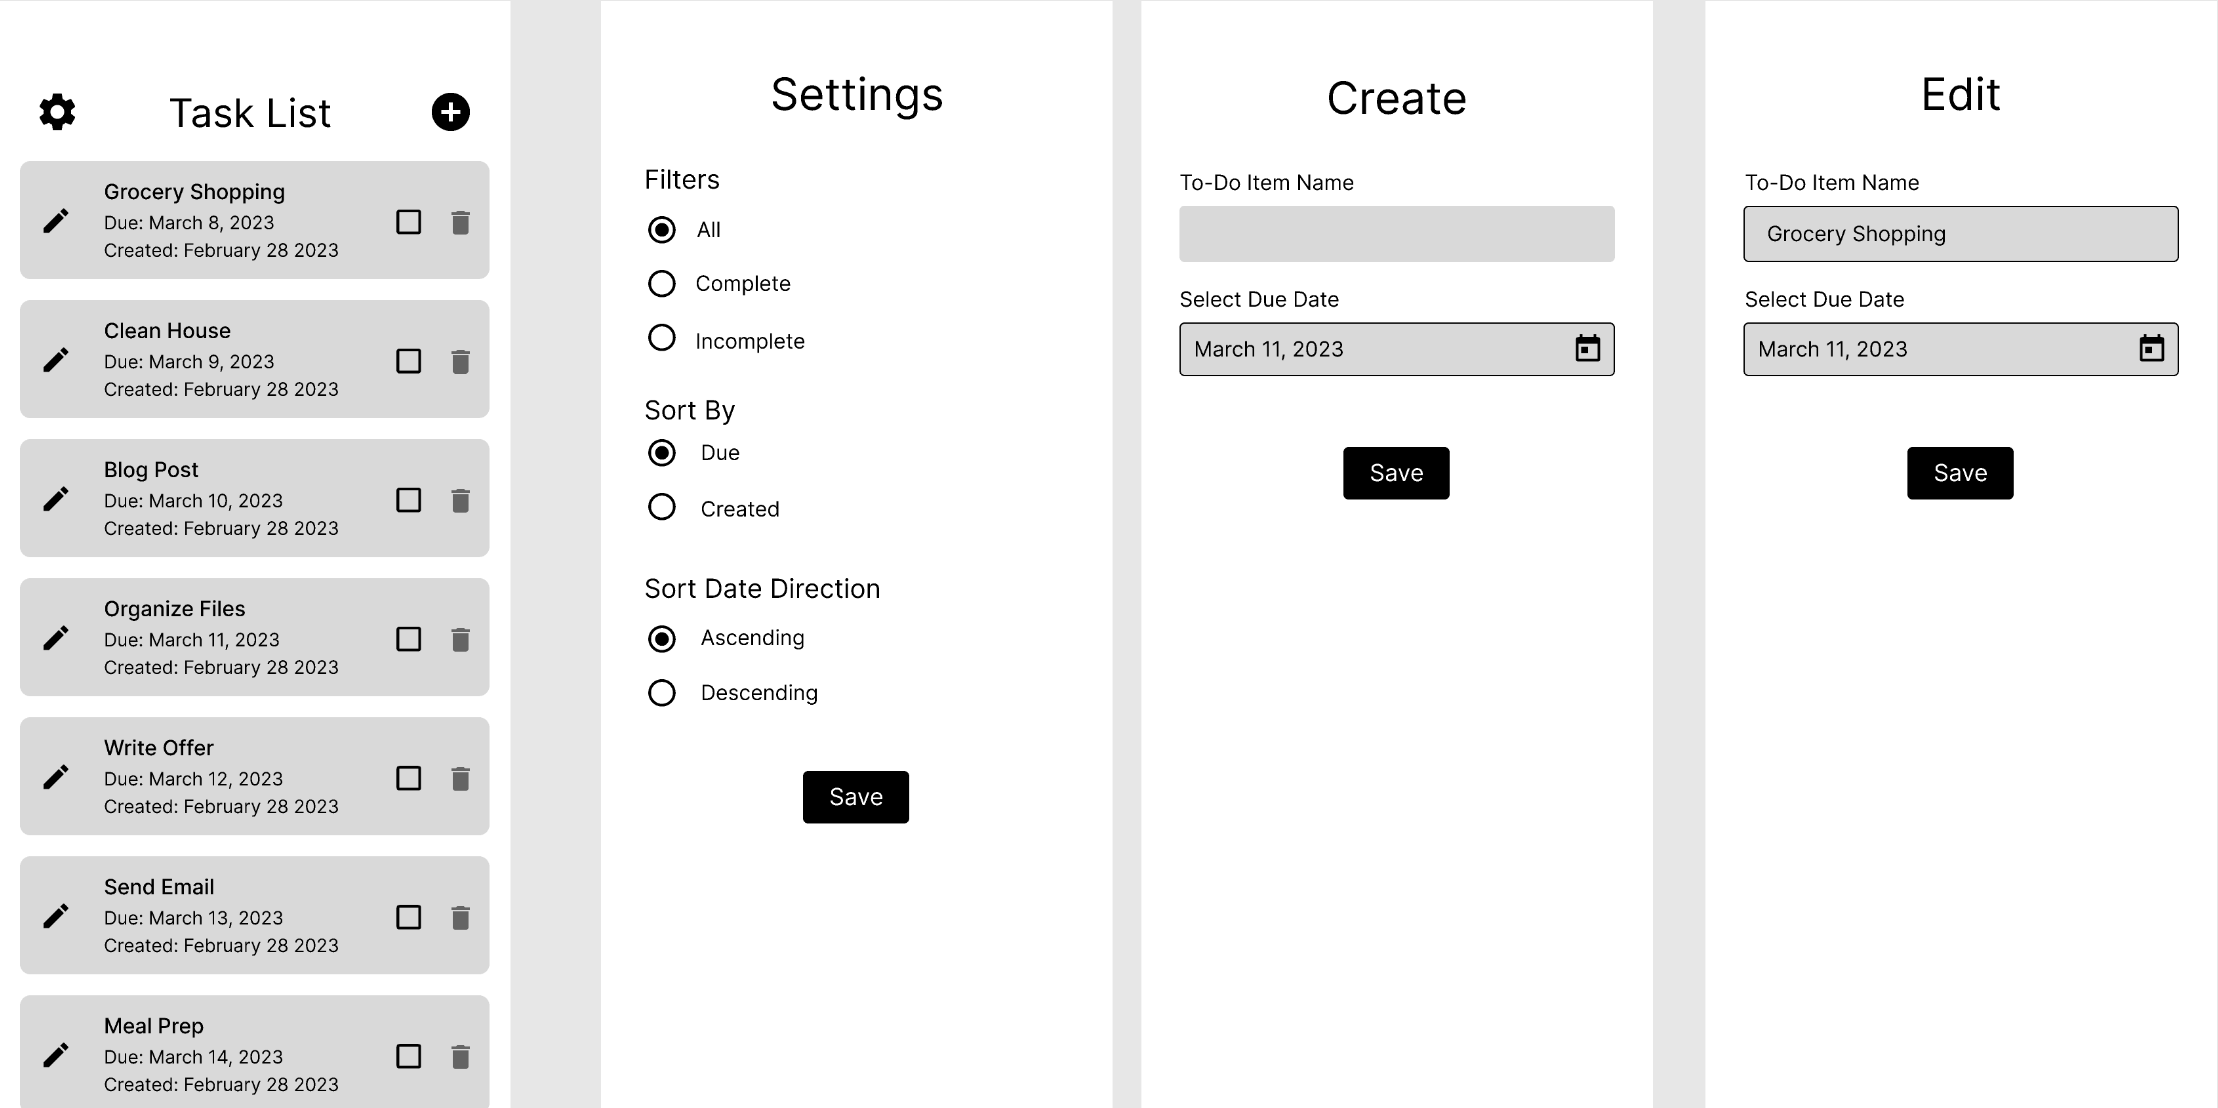 Task List
Grocery Shopping
Due: March 8, 2023
Created: February 28 2023
Clean House
Due: March 9, 2023
Created: February 28 2023
Blog Post
Due: March 10, 2023
Created: February 28 2023
Organize Files
Due: March 11, 2023
Created: February 28 2023
Write Offer
Due: March 12, 2023
Created: February 28 2023
Send Email
Due: March 13, 2023
Created: February 28 2023
Meal Prep
Due: March 14, 2023
Created: February 28 2023
Settings
Filters
All
Complete
Incomplete
Sort By
Due
Created
Sort Date Direction
Ascending
Descending
Save
Create
To-Do Item Name
Select Due Date
March 11, 2023
Save
Edit
To-Do Item Name
Grocery Shopping
Select Due Date
March 11, 2023
Save